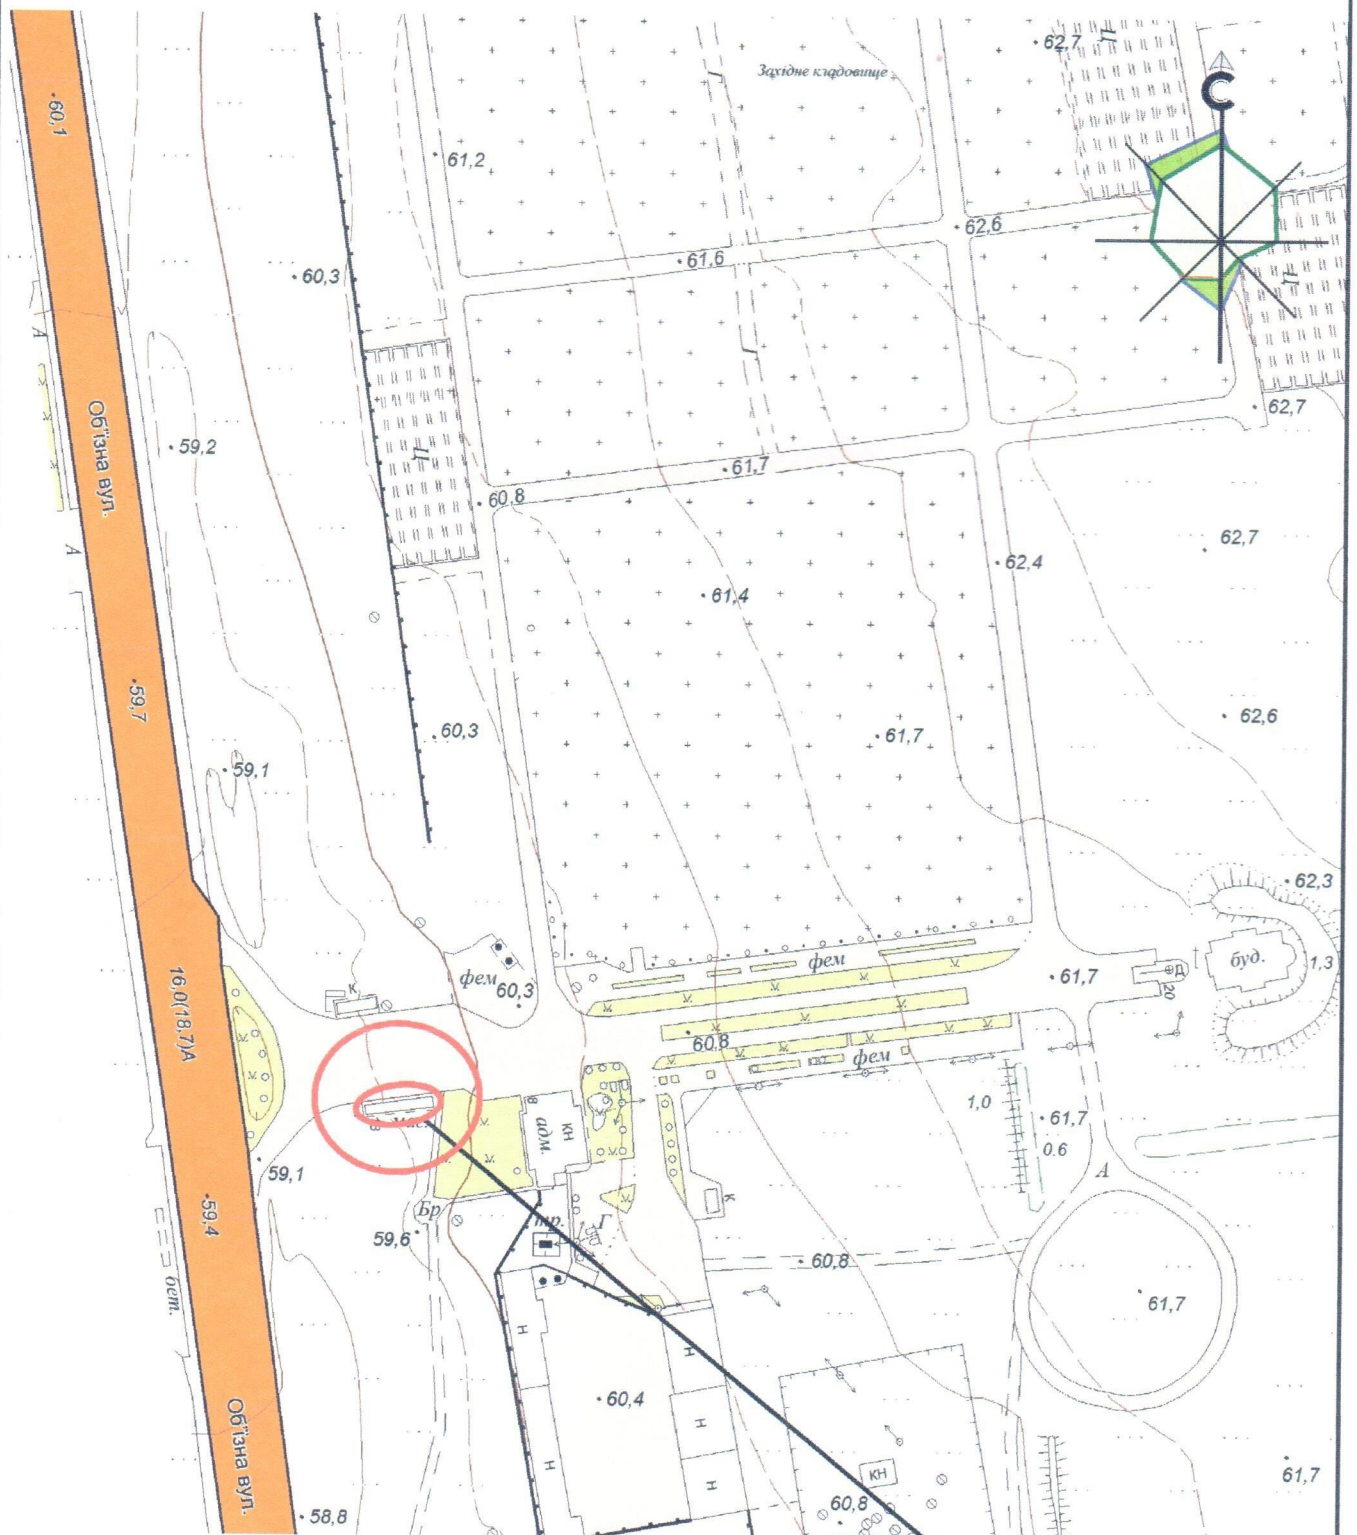 62,7
Ц
Західне кладовище
Г
С
60,1
61,2
62,6
61,6
60,3
Ц
А
Г
62,7
Об'їзна вул.
59,2
Ц
61,7
60,8
62,7
А
62,4
61,4
59,7
60,3
61,7
62,6
59,1
62,3
16,0(18,7)А
К
фем
60,3
фем
61,7
буд.
1,3
20
60,8
фем
1,0
61,7
0.6
8
адм.
КН
59,1
А
59,4
Бр
59,6
тр.
Г
К
60,8
61,7
бет.
Н
Н
60,4
Н
Н
Н
Об'їзна вул.
58,8
КН
60,8
61,7